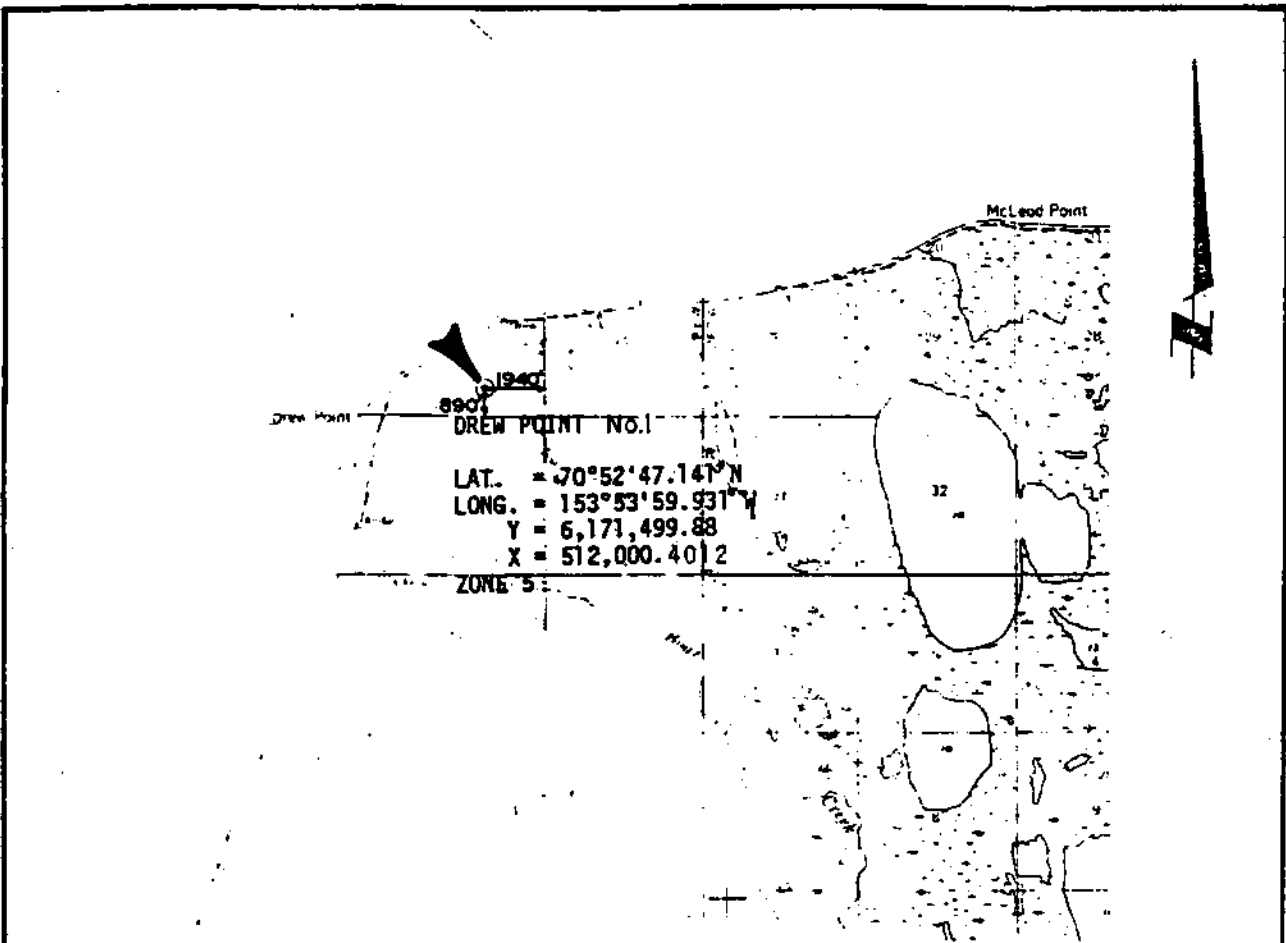 McLeod Point
1940'
890'
Drew Point
DREW POINT No.1
LAT. = 70°52'47.141"N
LONG. = 153°53'59.931"W
Y = 6,171,499.88
X = 512,000.4012
ZONE 5
32
Creek